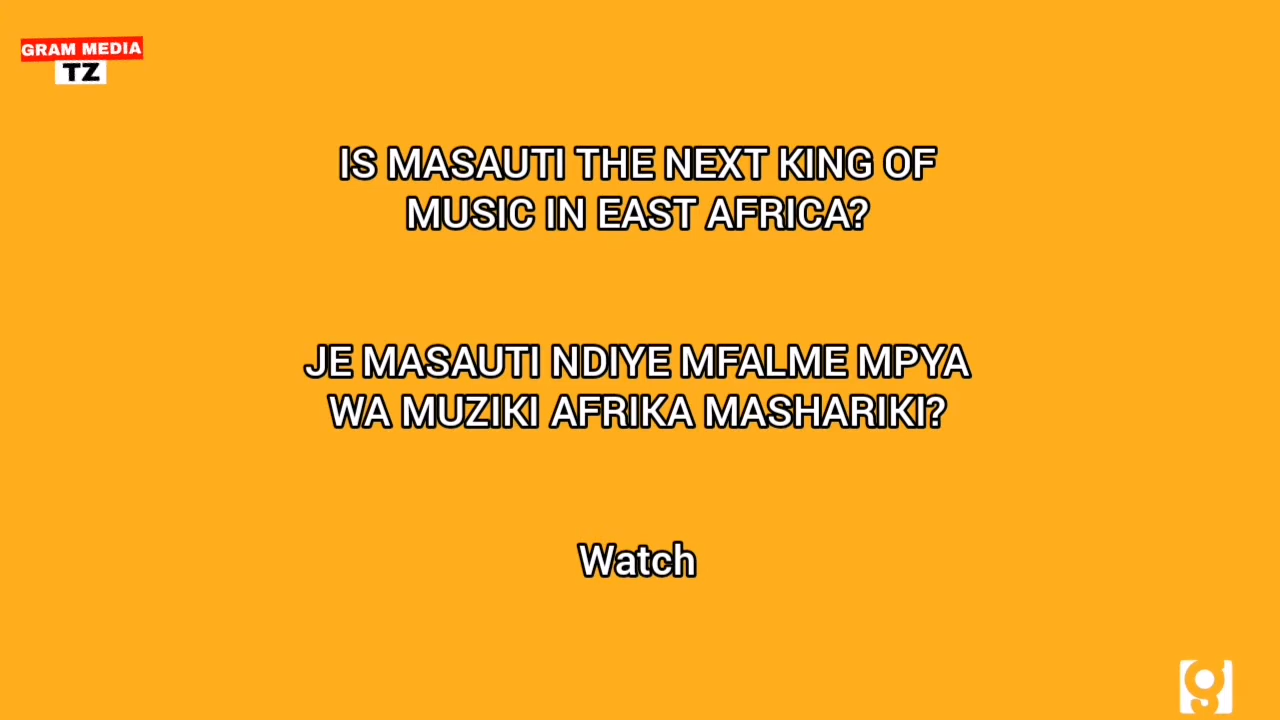 GRAM MEDIA
TZ
IS MASAUTI THE NEXT KING OF
MUSIC IN EAST AFRICA?
JE MASAUTI NDIYE MFALME MPYA
WA MUZIKI AFRIKA MASHARIKI?
Watch
g